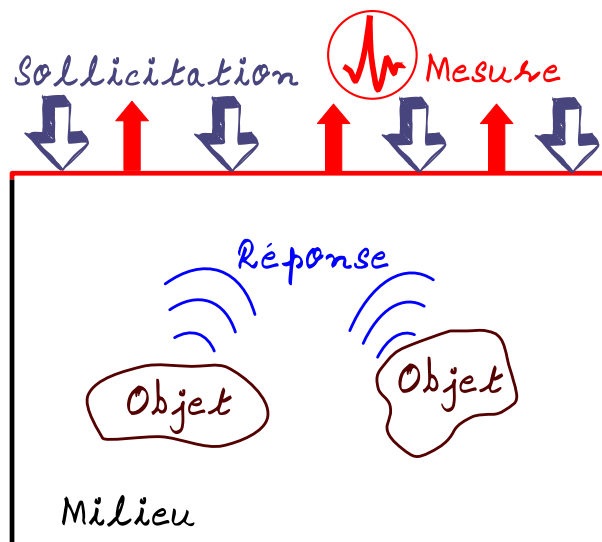 Sollicitation
Mesure
Réponse
Objet
Objet
Milieu